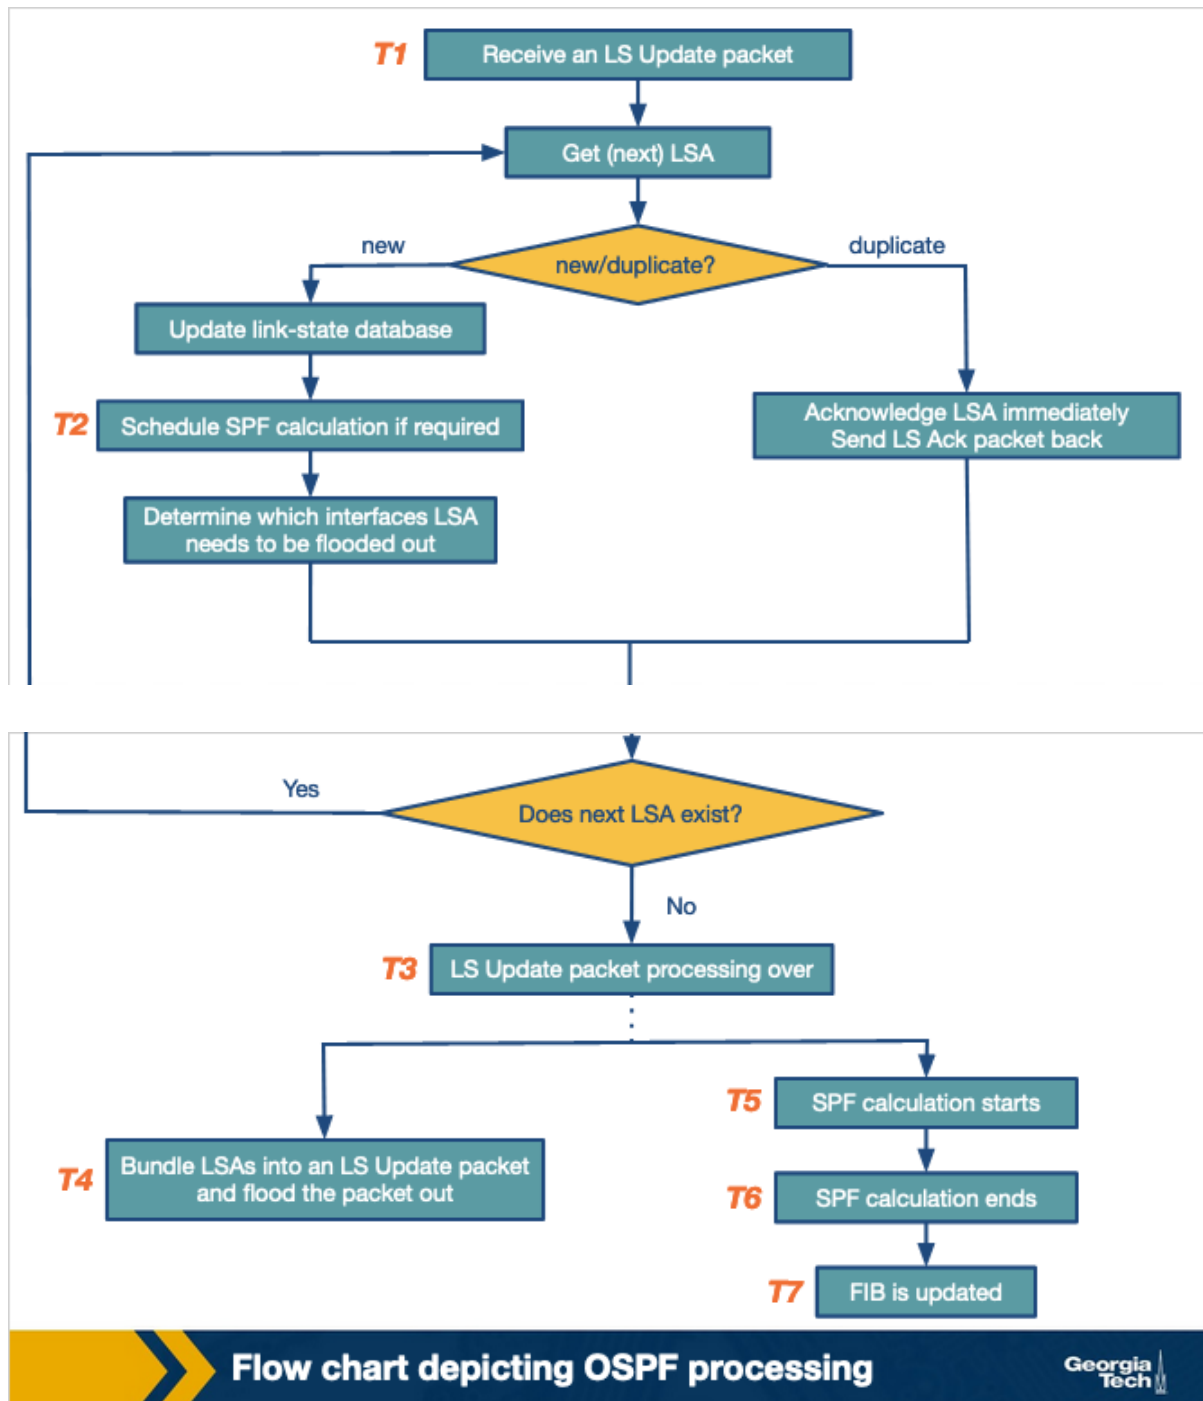 T1
Receive an LS Update packet
Get (next) LSA
new
new/duplicate?
duplicate
Update link-state database
T2
Schedule SPF calculation if required
Acknowledge LSA immediately
Send LS Ack packet back
Determine which interfaces LSA
needs to be flooded out
Yes
Does next LSA exist?
No
T3
LS Update packet processing over
T5
SPF calculation starts
T4
Bundle LSAs into an LS Update packet
and flood the packet out
T6
SPF calculation ends
T7
FIB is updated
Flow chart depicting OSPF processing
Georgia
Tech